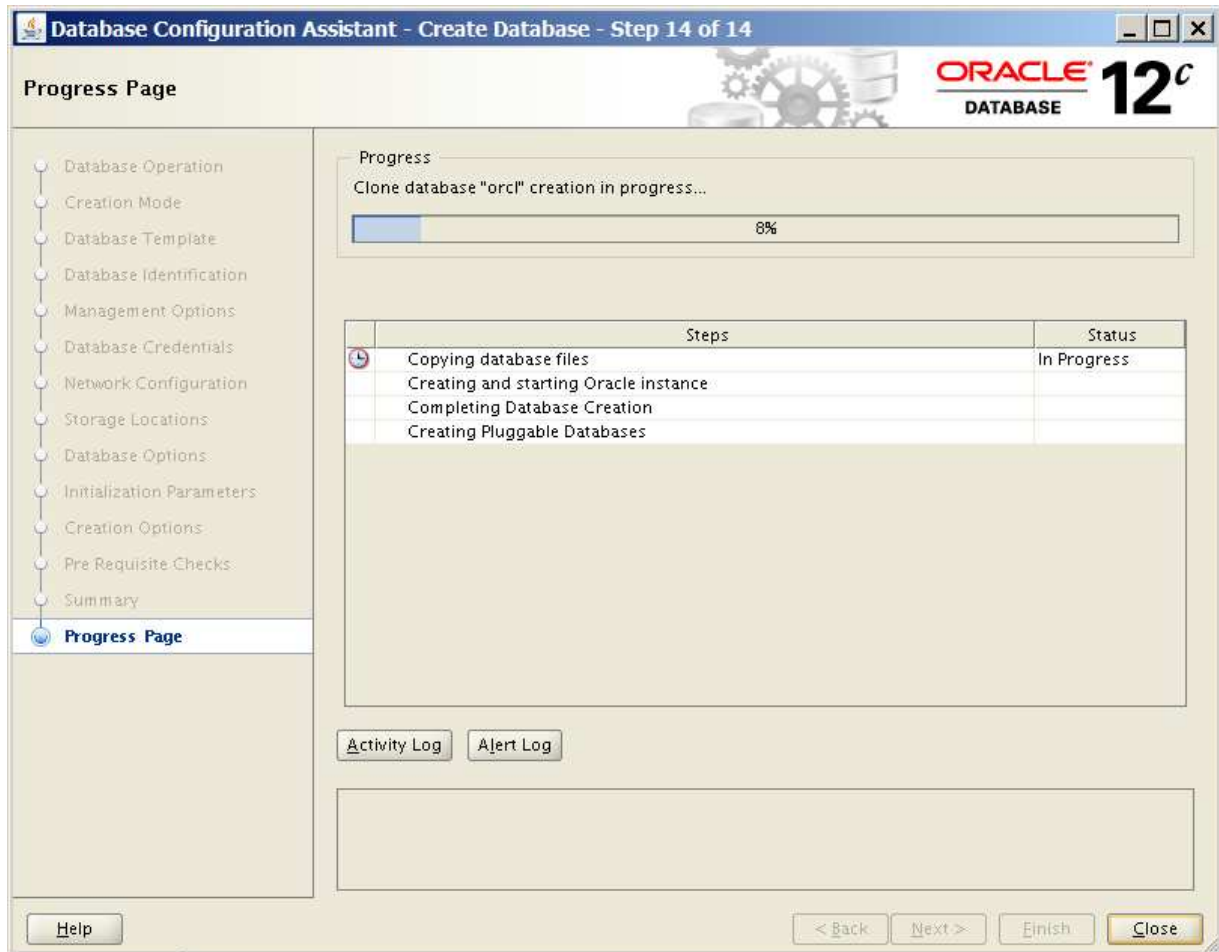 Database Configuration Assistant - Create Database - Step 14 of 14
Progress Page
ORACLE® 12c
DATABASE
Database Operation
Creation Mode
Database Template
Database Identification
Management Options
Database Credentials
Network Configuration
Storage Locations
Database Options
Initialization Parameters
Creation Options
Pre Requisite Checks
Summary
Progress Page
Progress
Clone database "orcl" creation in progress...
8%
Steps Status
Copying database files In Progress
Creating and starting Oracle instance
Completing Database Creation
Creating Pluggable Databases
Activity Log Alert Log
Help < Back Next > Finish Close